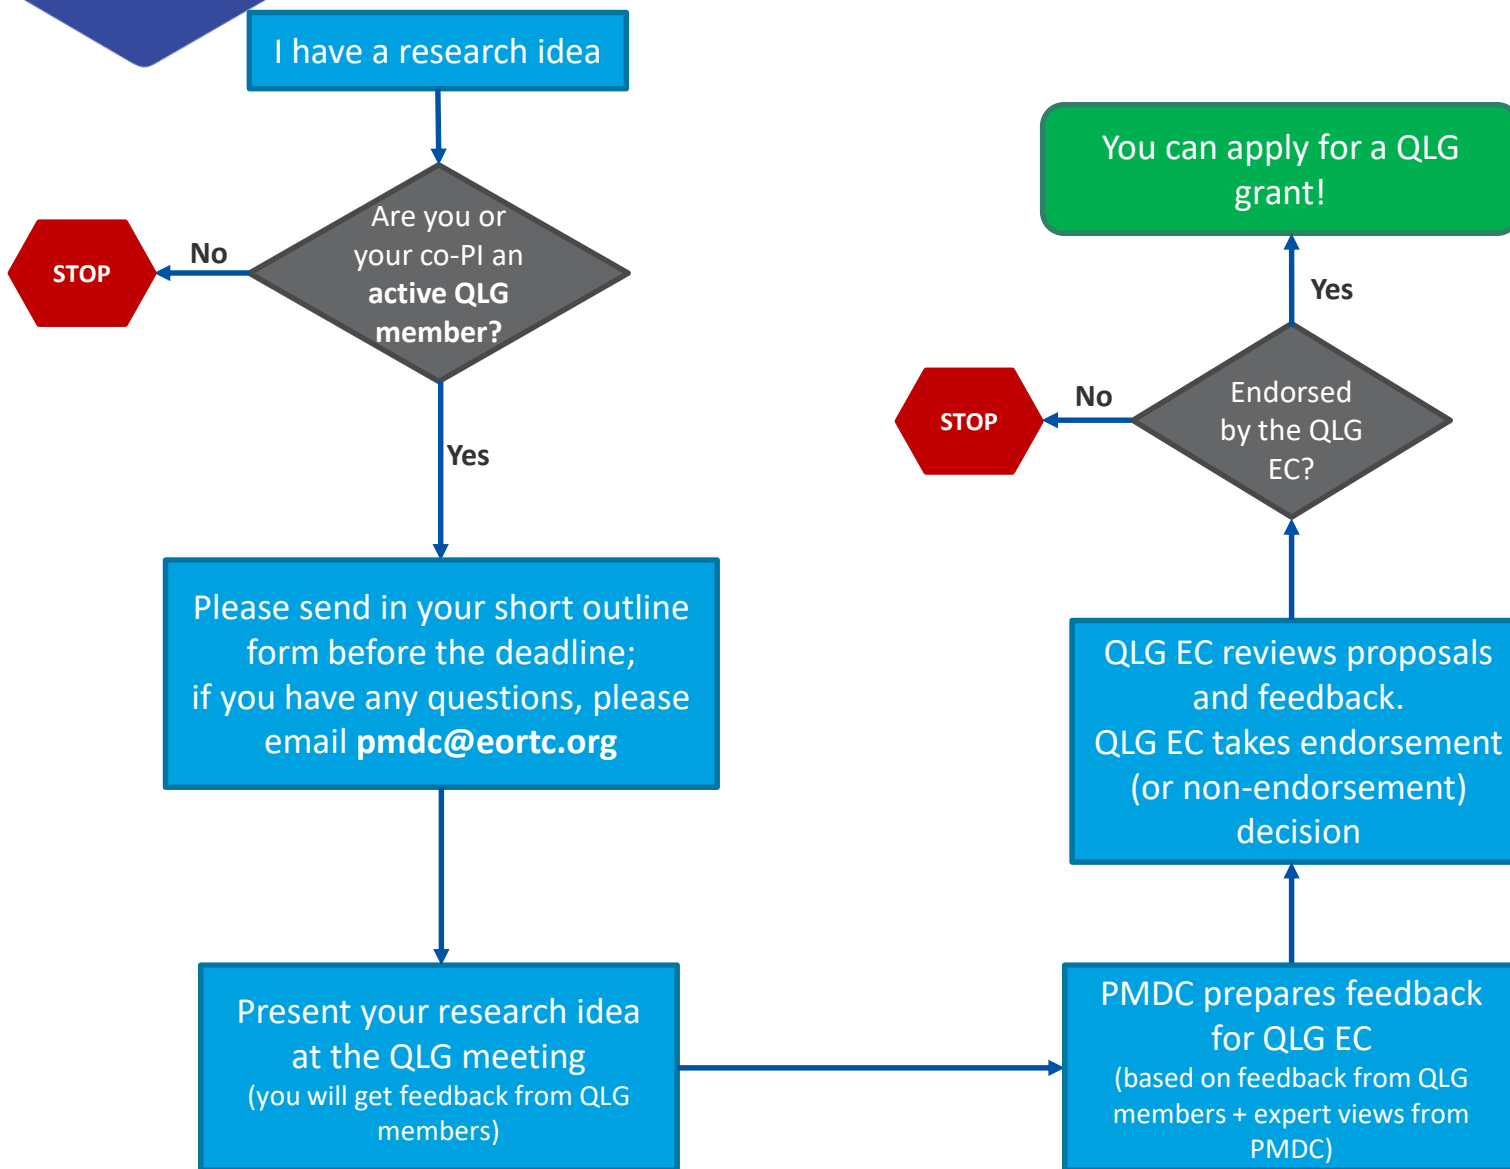 I have a research idea
Are you or
your co-PI an
active QLG
member?
No
STOP
Yes
Please send in your short outline
form before the deadline;
if you have any questions, please
email pmdc@eortc.org
Present your research idea
at the QLG meeting
(you will get feedback from QLG
members)
PMDC prepares feedback
for QLG EC
(based on feedback from QLG
members + expert views from
PMDC)
QLG EC reviews proposals
and feedback.
QLG EC takes endorsement
(or non-endorsement)
decision
Endorsed
by the QLG
EC?
No
STOP
Yes
You can apply for a QLG
grant!